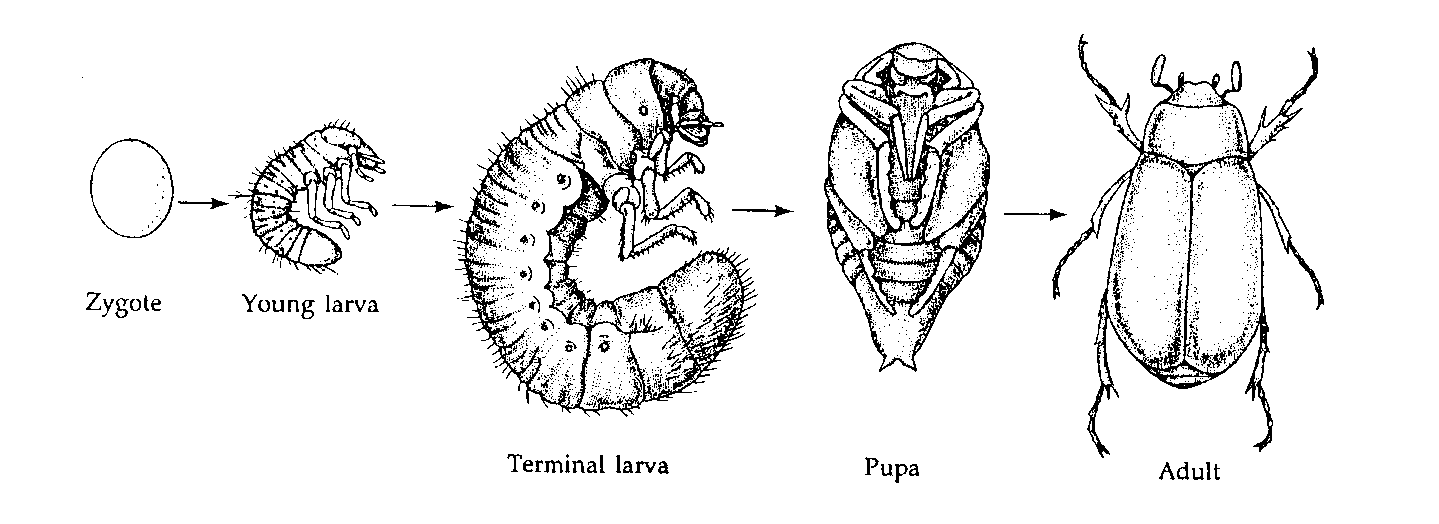 Zygote
Young larva
Terminal larva
Pupa
Adult